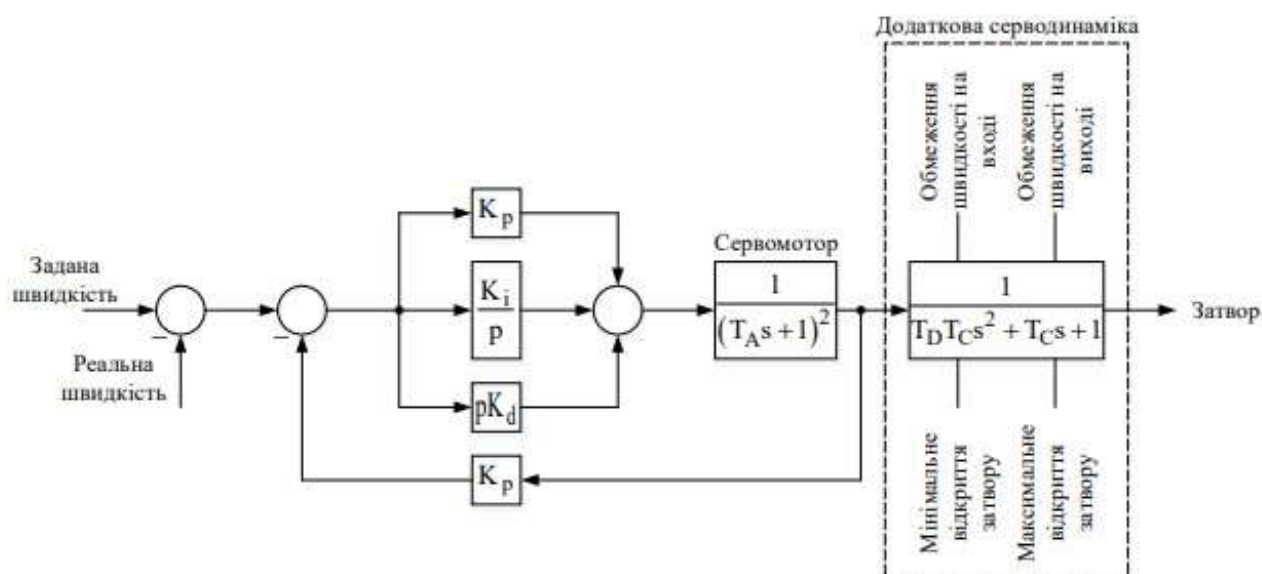 Додаткова серводинаміка
Обмеження
швидкості на
вході
Обмеження
швидкості на
виході
K_p
Сервомотор
Задана
швидкість
K_i
p
1
(T_A s + 1)^2
1
T_D T_C s^2 + T_C s + 1
Затвор
–
–
Реальна
швидкість
pK_d
K_p
Мінімальне
відкриття
затвору
Максимальне
відкриття
затвору